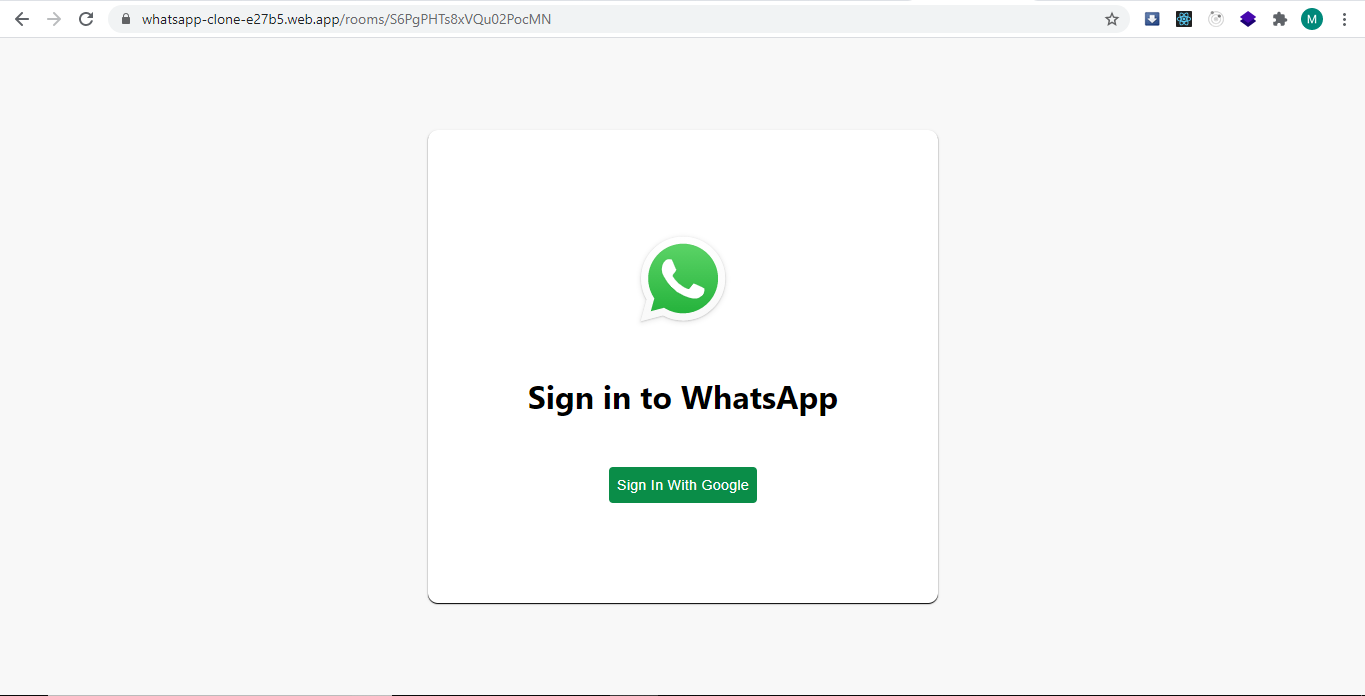 whatsapp-clone-e27b5.web.app/rooms/S6PgPHTs8xVQu02PocMN
M
Sign in to WhatsApp
Sign In With Google